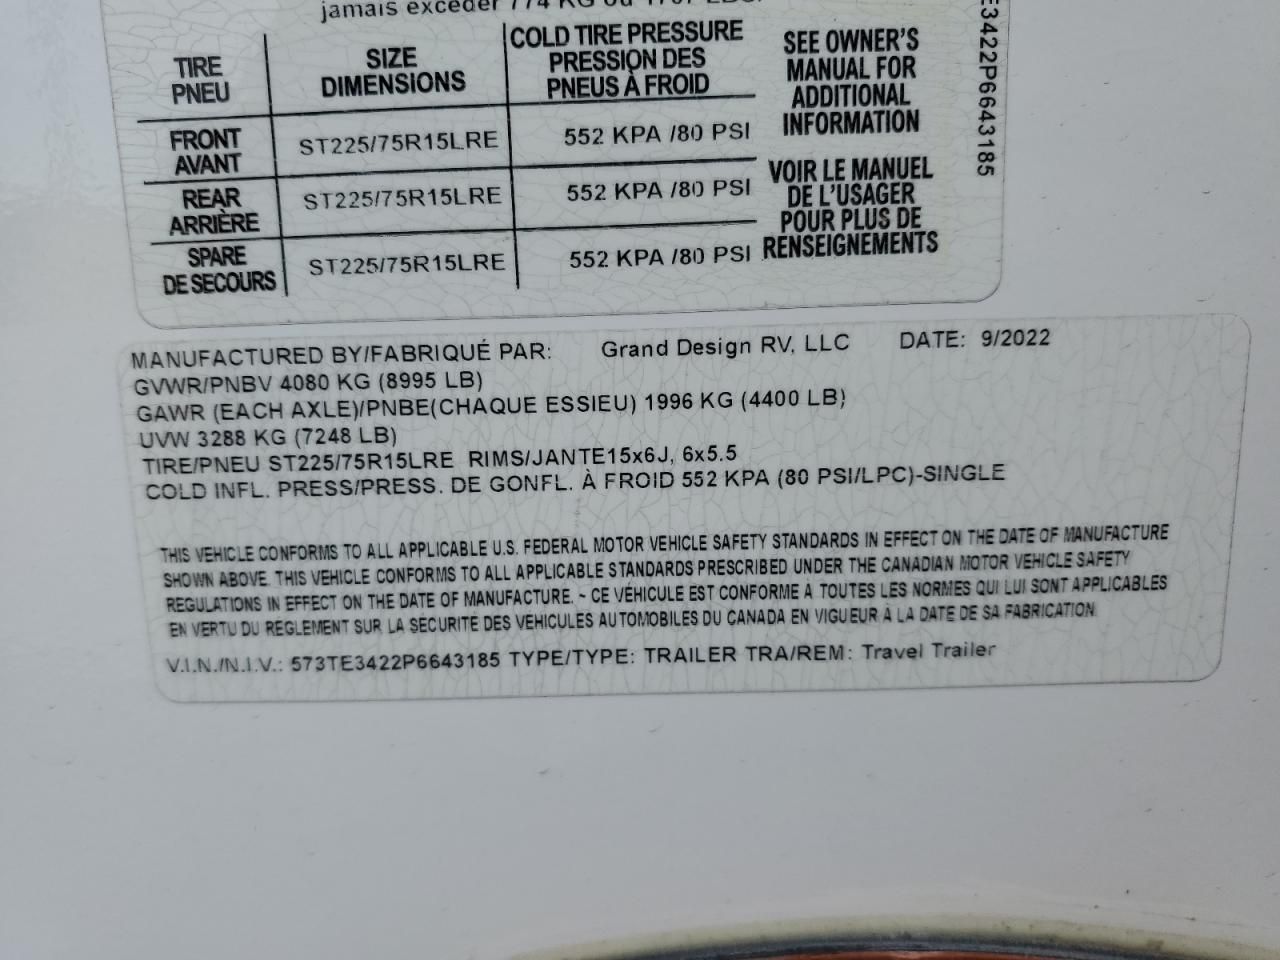 jamais excéder 774 KG ou 1707 LBS.
TIRE PNEU
SIZE DIMENSIONS
COLD TIRE PRESSURE PRESSION DES PNEUS À FROID
FRONT AVANT ST225/75R15LRE 552 KPA /80 PSI
REAR ARRIÈRE ST225/75R15LRE 552 KPA /80 PSI
SPARE DE SECOURS ST225/75R15LRE 552 KPA /80 PSI
SEE OWNER'S
MANUAL FOR
ADDITIONAL
INFORMATION
VOIR LE MANUEL
DE L'USAGER
POUR PLUS DE
RENSEIGNEMENTS
E3422P6643185
MANUFACTURED BY/FABRIQUÉ PAR: Grand Design RV, LLC DATE: 9/2022
GVWR/PNBV 4080 KG (8995 LB)
GAWR (EACH AXLE)/PNBE(CHAQUE ESSIEU) 1996 KG (4400 LB)
UVW 3288 KG (7248 LB)
TIRE/PNEU ST225/75R15LRE RIMS/JANTE15x6J, 6x5.5
COLD INFL. PRESS/PRESS. DE GONFL. À FROID 552 KPA (80 PSI/LPC)-SINGLE
THIS VEHICLE CONFORMS TO ALL APPLICABLE U.S. FEDERAL MOTOR VEHICLE SAFETY STANDARDS IN EFFECT ON THE DATE OF MANUFACTURE
SHOWN ABOVE. THIS VEHICLE CONFORMS TO ALL APPLICABLE STANDARDS PRESCRIBED UNDER THE CANADIAN MOTOR VEHICLE SAFETY
REGULATIONS IN EFFECT ON THE DATE OF MANUFACTURE. - CE VÉHICULE EST CONFORME À TOUTES LES NORMES QUI LUI SONT APPLICABLES
EN VERTU DU RÈGLEMENT SUR LA SÉCURITÉ DES VÉHICULES AUTOMOBILES DU CANADA EN VIGUEUR À LA DATE DE SA FABRICATION.
V.I.N./N.I.V.: 573TE3422P6643185 TYPE/TYPE: TRAILER TRA/REM: Travel Trailer